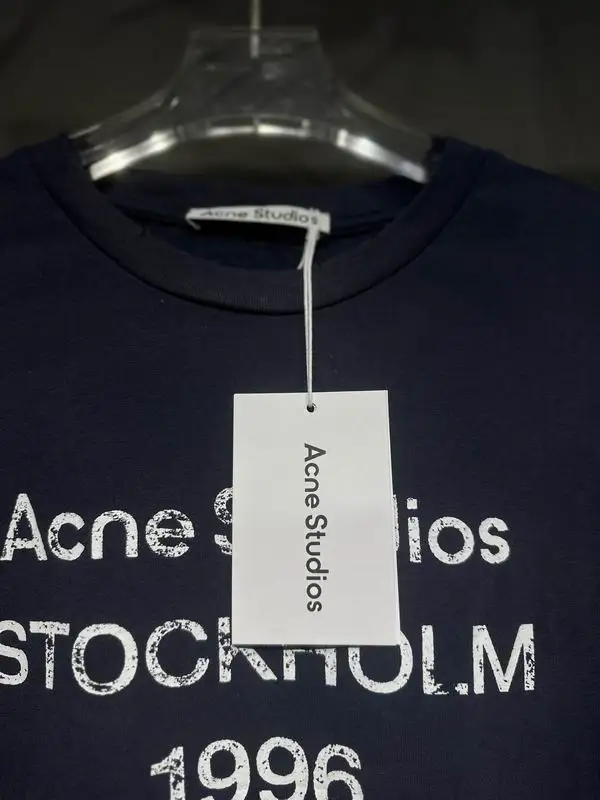 Acne Studios
Acne Studios
Acne S ios
STOCKHOLM
1996